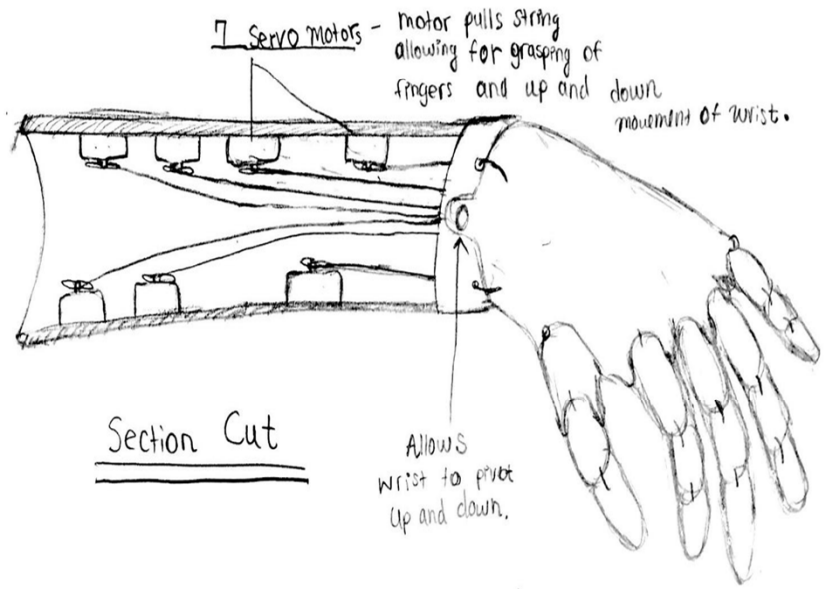 7 Servo motors - motor pulls string
allowing for grasping of
fingers and up and down
movement of wrist.
Section Cut
Allows
wrist to pivot
up and down.